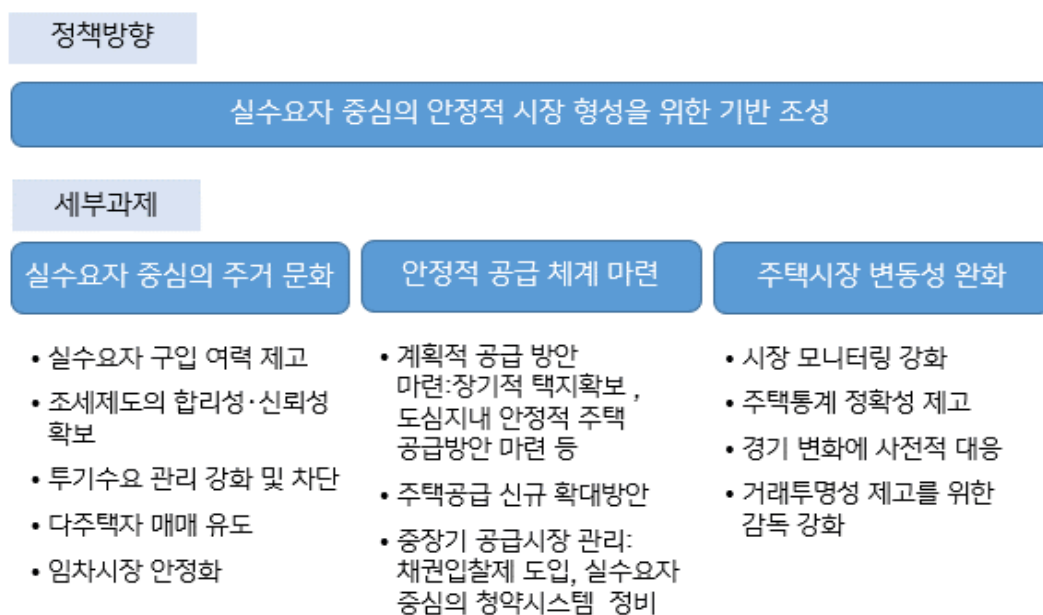 정책방향
실수요자 중심의 안정적 시장 형성을 위한 기반 조성
세부과제
실수요자 중심의 주거 문화
• 실수요자 구입 여력 제고
• 조세제도의 합리성·신뢰성
확보
• 투기수요 관리 강화 및 차단
• 다주택자 매매 유도
• 임차시장 안정화
안정적 공급 체계 마련
• 계획적 공급 방안
마련:장기적 택지확보 ,
도심지내 안정적 주택
공급방안 마련 등
• 주택공급 신규 확대방안
• 중장기 공급시장 관리:
채권입찰제 도입, 실수요자
중심의 청약시스템 정비
주택시장 변동성 완화
• 시장 모니터링 강화
• 주택통계 정확성 제고
• 경기 변화에 사전적 대응
• 거래투명성 제고를 위한
감독 강화